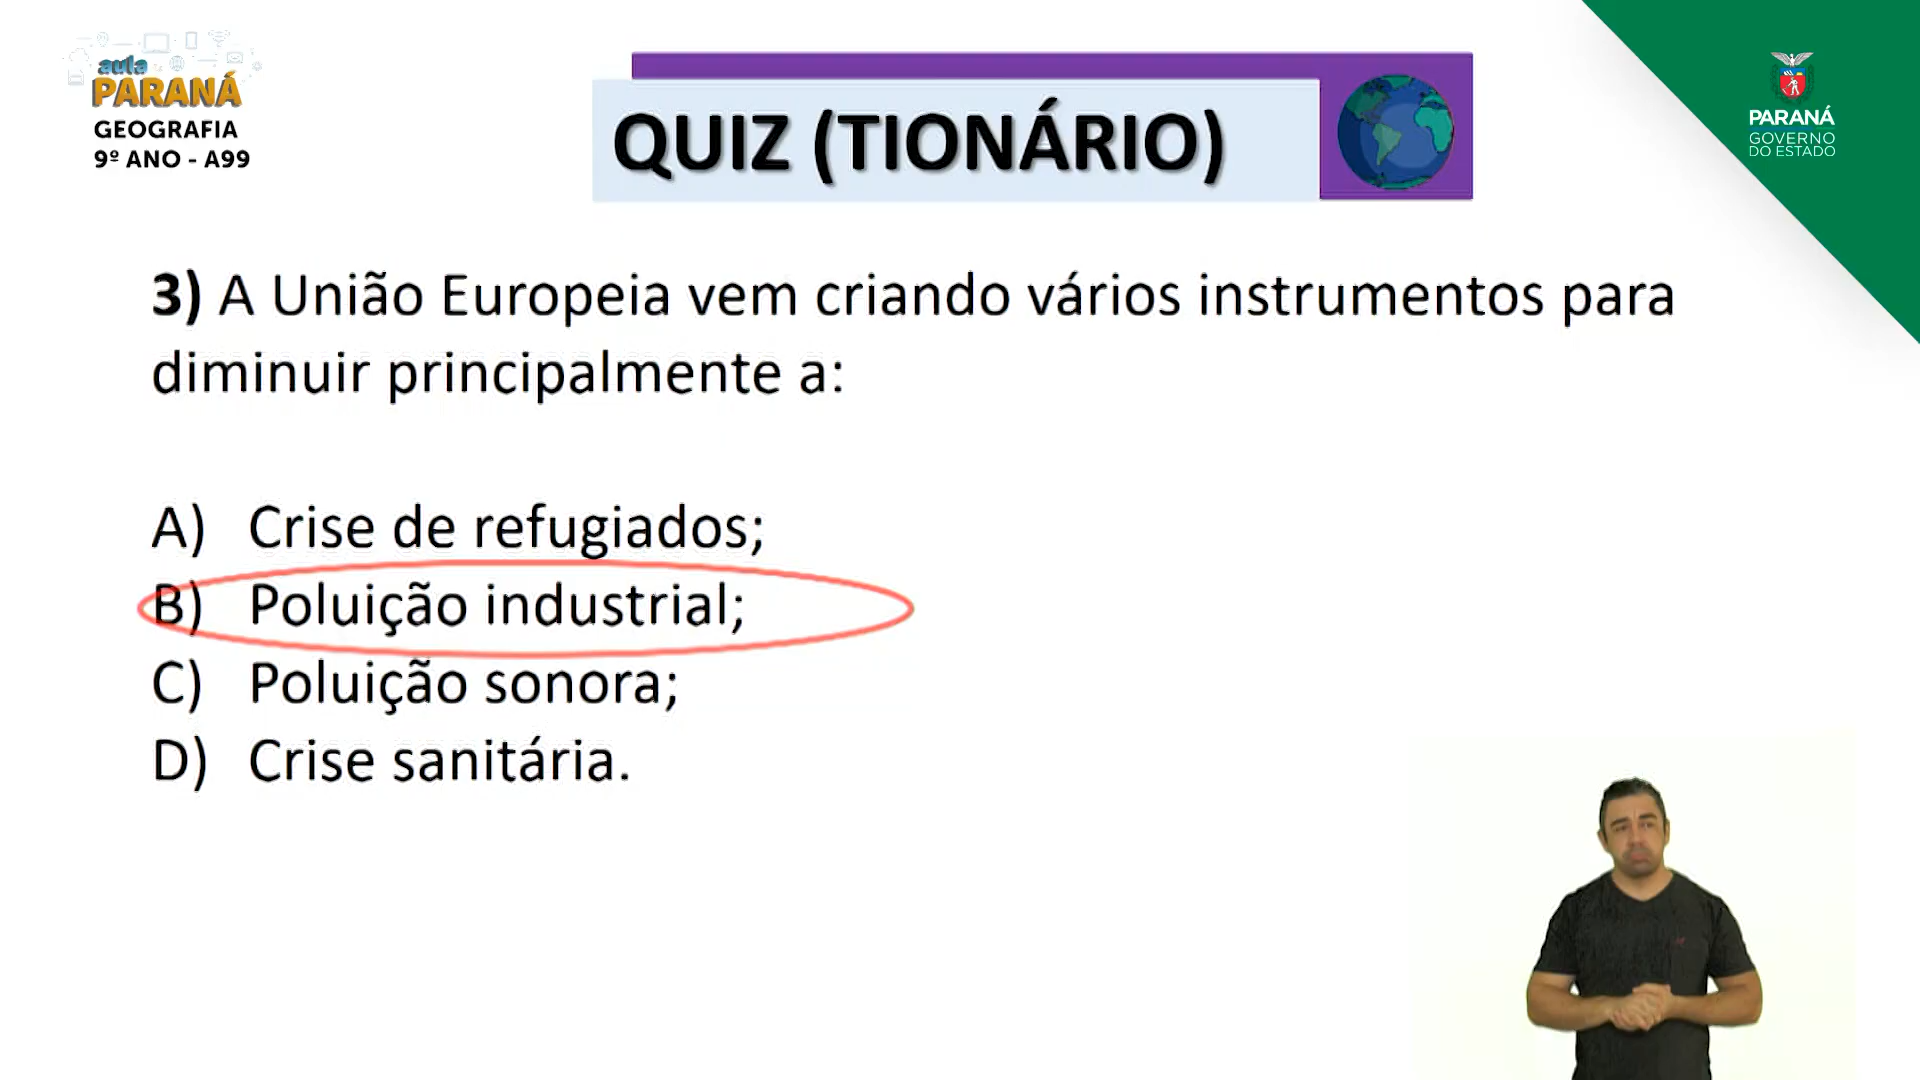 aula
PARANÁ
GEOGRAFIA
9º ANO - A99
QUIZ (TIONÁRIO)
PARANÁ
GOVERNO
DO ESTADO
3) A União Europeia vem criando vários instrumentos para
diminuir principalmente a:
A) Crise de refugiados;
B) Poluição industrial;
C) Poluição sonora;
D) Crise sanitária.